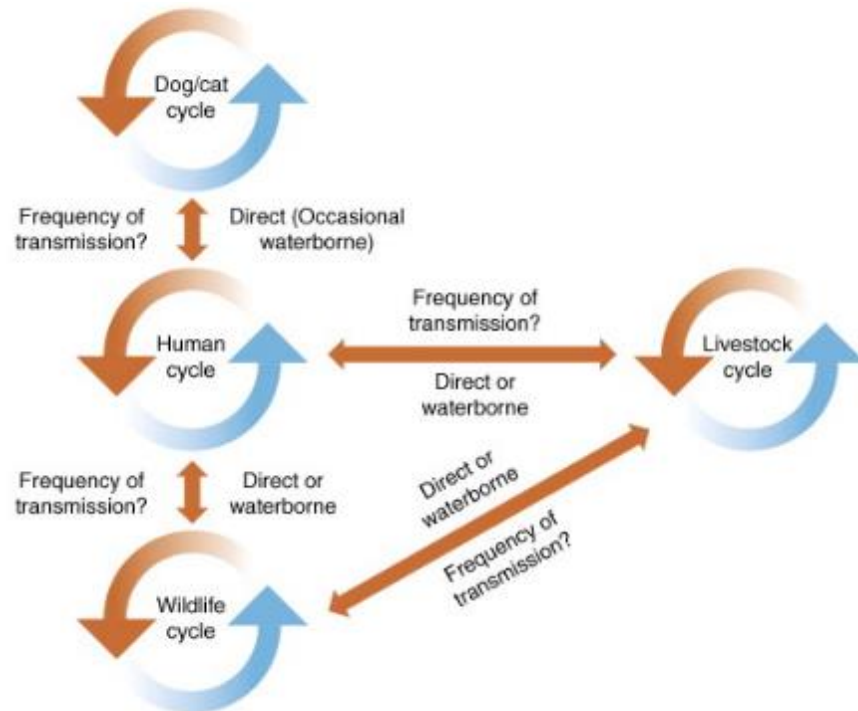 Dog/cat
cycle
Frequency of
transmission?
Direct (Occasional
waterborne)
Human
cycle
Frequency of
transmission?
Direct or
waterborne
Livestock
cycle
Frequency of
transmission?
Direct or
waterborne
Direct or
waterborne
Frequency of
transmission?
Wildlife
cycle